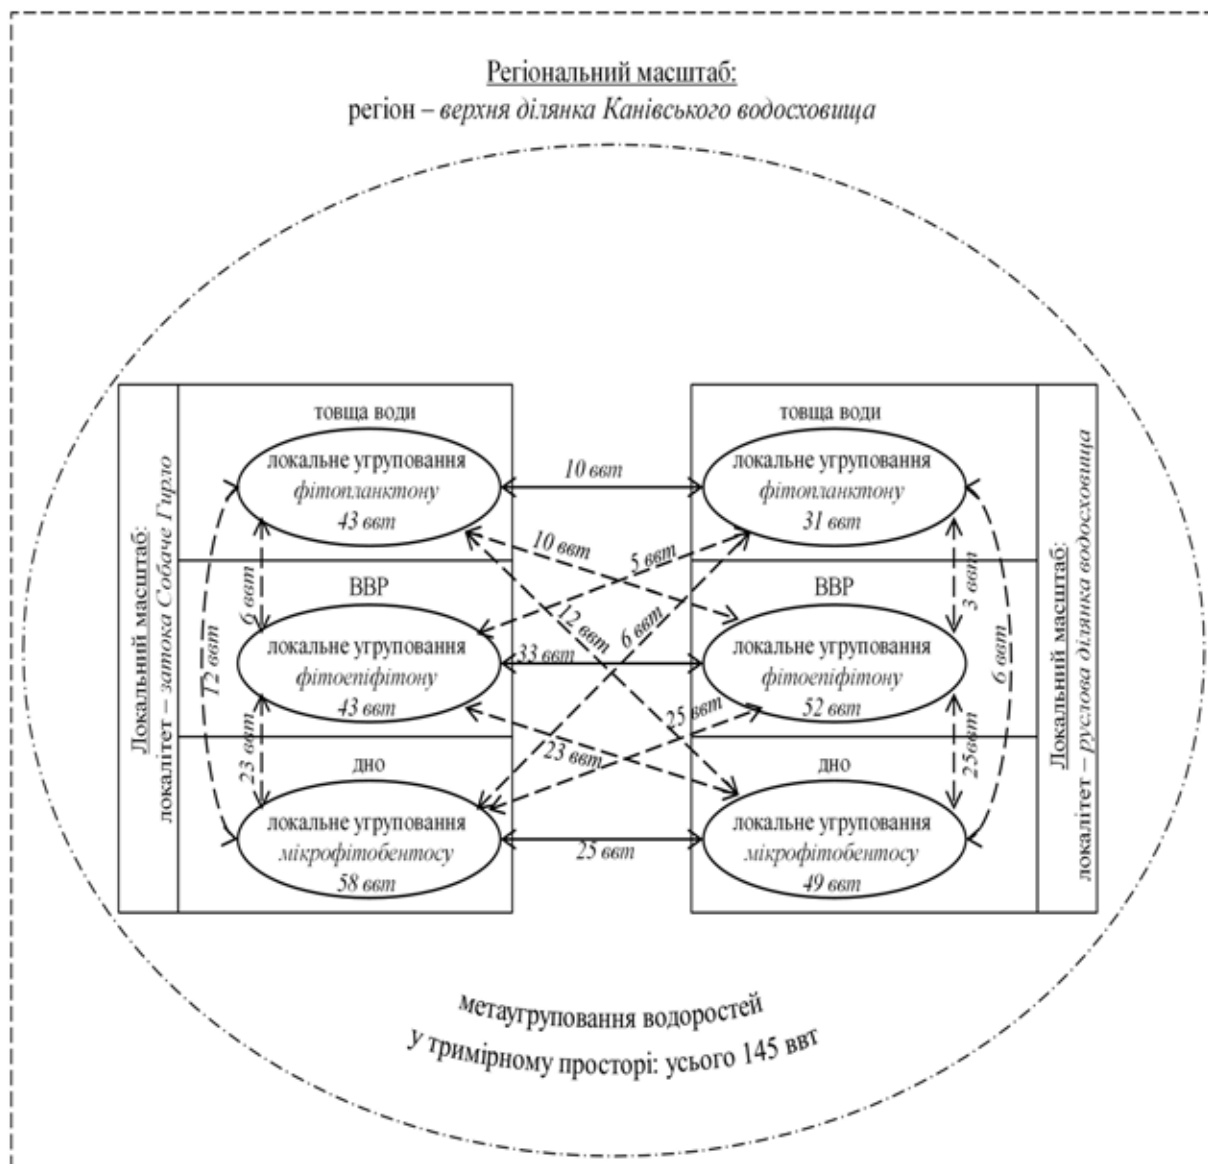 Регіональний масштаб:
регіон – верхня ділянка Канівського водосховища
Локальний масштаб:
локалітет – затока Собаче Гирло
товща води
локальне угруповання
фітопланктону
43 ввт
ВВР
локальне угруповання
фітоепіфітону
43 ввт
дно
локальне угруповання
мікрофітобентосу
58 ввт
12 ввт
6 ввт
23 ввт
10 ввт
10 ввт
5 ввт
12 ввт
6 ввт
33 ввт
25 ввт
23 ввт
25 ввт
товща води
локальне угруповання
фітопланктону
31 ввт
ВВР
локальне угруповання
фітоепіфітону
52 ввт
дно
локальне угруповання
мікрофітобентосу
49 ввт
3 ввт
6 ввт
25ввт
Локальний масштаб:
локалітет – руслова ділянка водосховища
метаугруповання водоростей
у тримірному просторі: усього 145 ввт